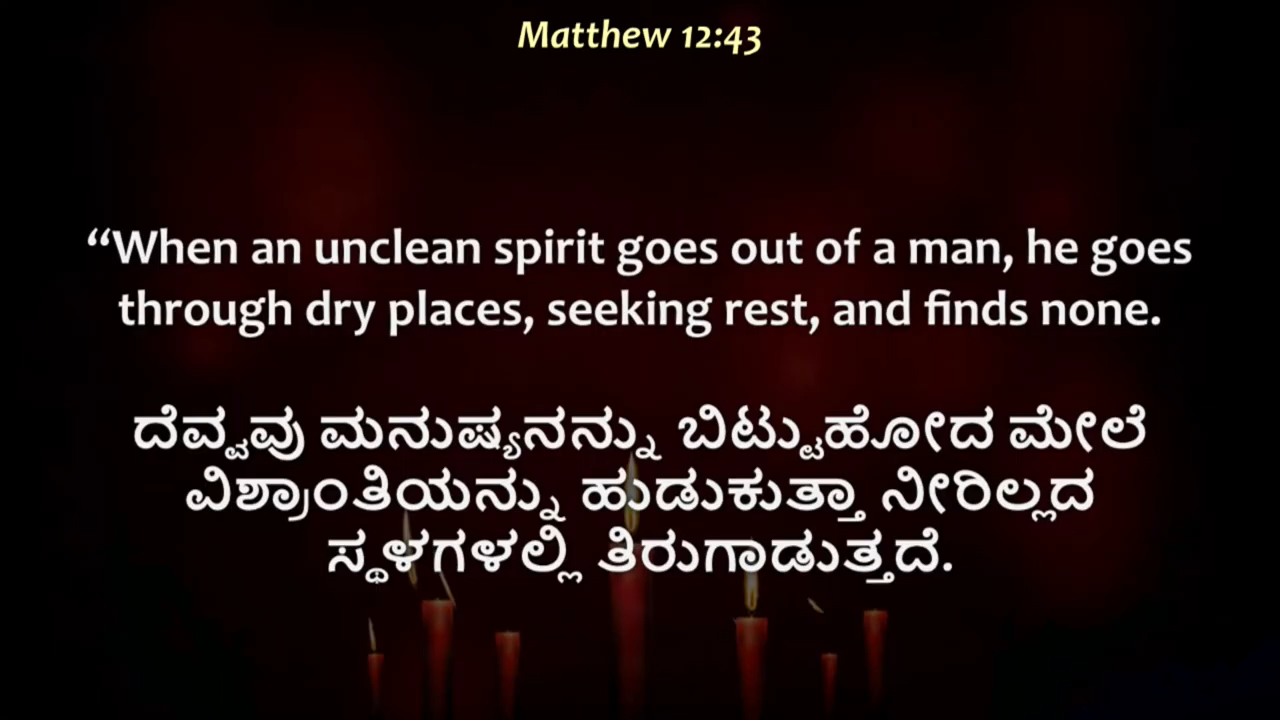 Matthew 12:43
“When an unclean spirit goes out of a man, he goes
through dry places, seeking rest, and finds none.
ದೆವ್ವವು ಮನುಷ್ಯನನ್ನು ಬಿಟ್ಟುಹೋದ ಮೇಲೆ
ವಿಶ್ರಾಂತಿಯನ್ನು ಹುಡುಕುತ್ತಾ ನೀರಿಲ್ಲದ
ಸ್ಥಳಗಳಲ್ಲಿ ತಿರುಗಾಡುತ್ತದೆ.